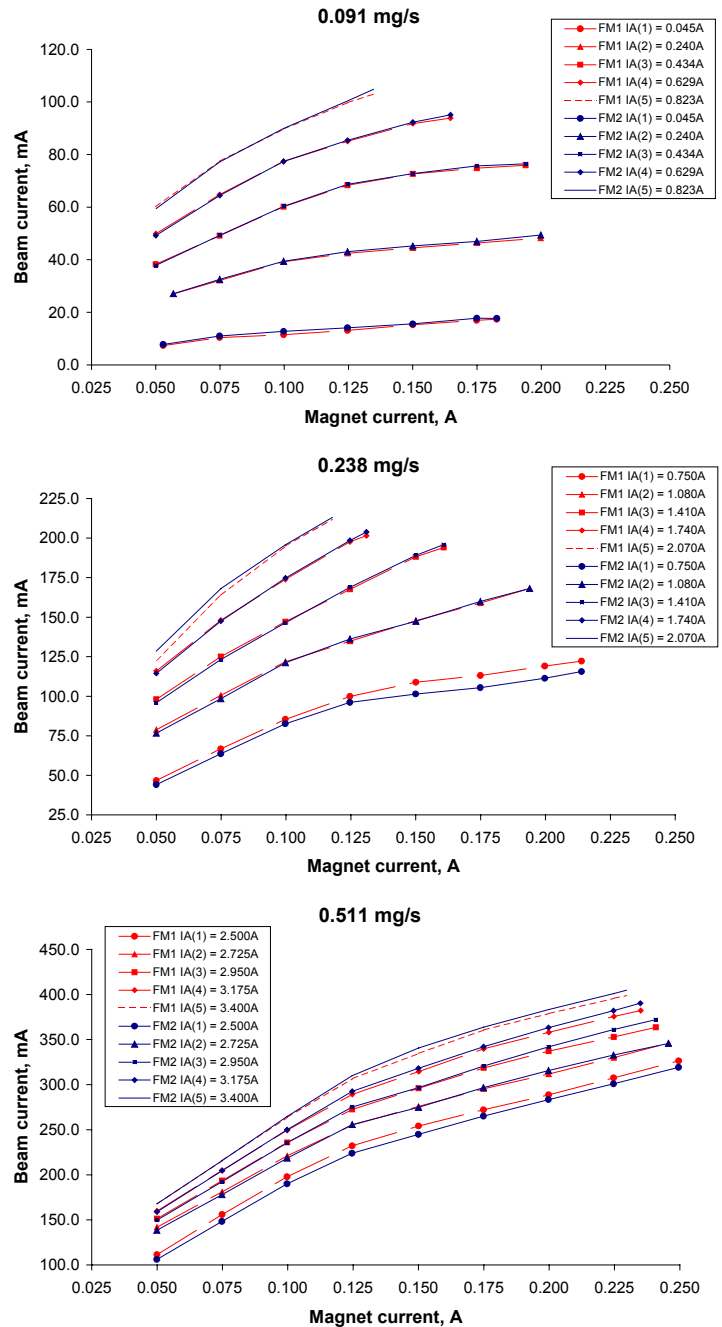 0.091 mg/s
120.0
100.0
80.0
60.0
40.0
20.0
0.0
Beam current, mA
0.025 0.050 0.075 0.100 0.125 0.150 0.175 0.200 0.225 0.250
Magnet current, A
FM1 IA(1) = 0.045A
FM1 IA(2) = 0.240A
FM1 IA(3) = 0.434A
FM1 IA(4) = 0.629A
FM1 IA(5) = 0.823A
FM2 IA(1) = 0.045A
FM2 IA(2) = 0.240A
FM2 IA(3) = 0.434A
FM2 IA(4) = 0.629A
FM2 IA(5) = 0.823A
0.238 mg/s
225.0
200.0
175.0
150.0
125.0
100.0
75.0
50.0
25.0
Beam current, mA
0.025 0.050 0.075 0.100 0.125 0.150 0.175 0.200 0.225 0.250
Magnet current, A
FM1 IA(1) = 0.750A
FM1 IA(2) = 1.080A
FM1 IA(3) = 1.410A
FM1 IA(4) = 1.740A
FM1 IA(5) = 2.070A
FM2 IA(1) = 0.750A
FM2 IA(2) = 1.080A
FM2 IA(3) = 1.410A
FM2 IA(4) = 1.740A
FM2 IA(5) = 2.070A
0.511 mg/s
450.0
400.0
350.0
300.0
250.0
200.0
150.0
100.0
Beam current, mA
0.025 0.050 0.075 0.100 0.125 0.150 0.175 0.200 0.225 0.250
Magnet current, A
FM1 IA(1) = 2.500A
FM1 IA(2) = 2.725A
FM1 IA(3) = 2.950A
FM1 IA(4) = 3.175A
FM1 IA(5) = 3.400A
FM2 IA(1) = 2.500A
FM2 IA(2) = 2.725A
FM2 IA(3) = 2.950A
FM2 IA(4) = 3.175A
FM2 IA(5) = 3.400A